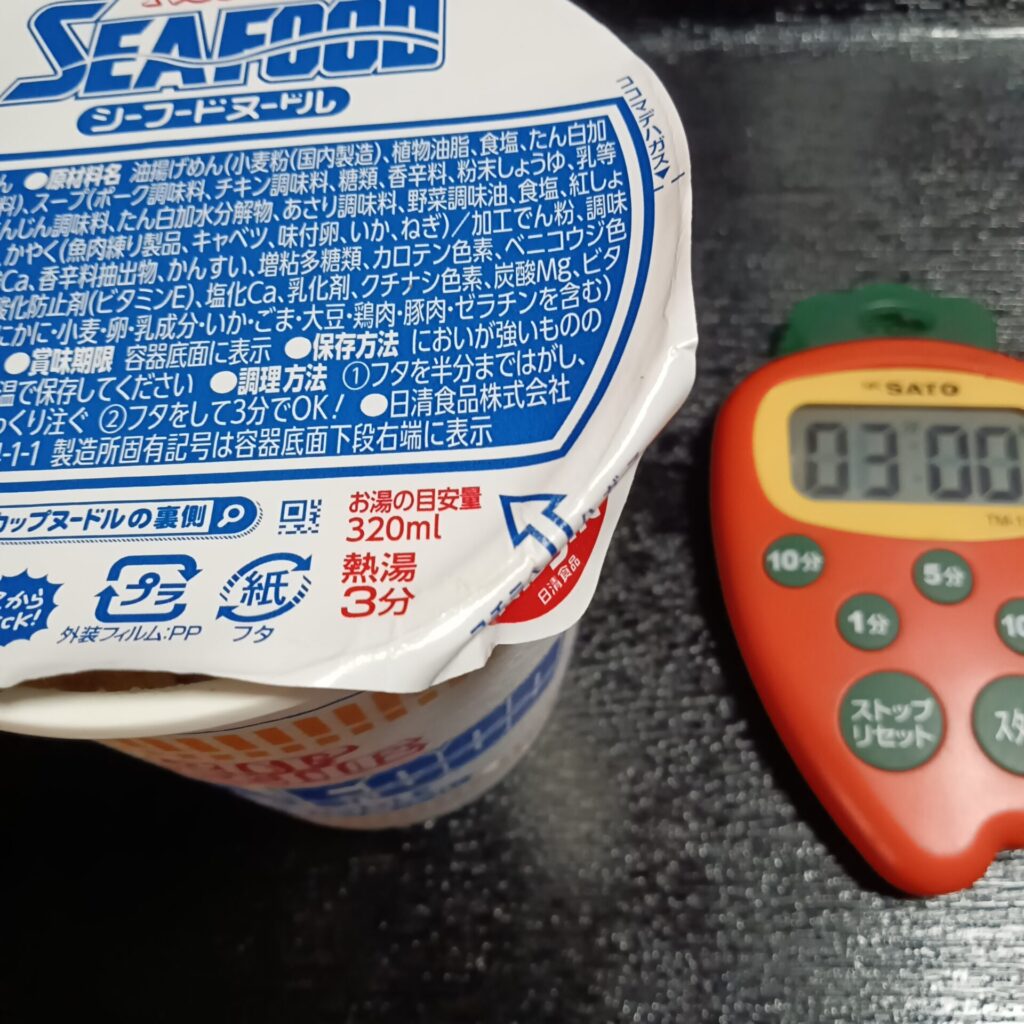 SEAFOOD
シーフードヌードル
ココマデハガス
ん ●原材料名 油揚げめん(小麦粉(国内製造)、植物油脂、食塩、たん白加
料)、スープ(ポーク調味料、チキン調味料、糖類、香辛料、粉末しょうゆ、乳等
んじん調味料、たん白加水分解物、あさり調味料、野菜調味油、食塩、紅しょ
、かやく(魚肉練り製品、キャベツ、味付卵、いか、ねぎ)/加工でん粉、調味
Ca、香辛料抽出物、かんすい、増粘多糖類、カロテン色素、ベニコウジ色
酸化防止剤(ビタミンE)、塩化Ca、乳化剤、クチナシ色素、炭酸Mg、ビタ
にかに・小麦・卵・乳成分・いか・ごま・大豆・鶏肉・豚肉・ゼラチンを含む)
●賞味期限 容器底面に表示 ●保存方法 においが強いものの
温で保存してください ●調理方法 ①フタを半分まではがし、
っくり注ぐ ②フタをして3分でOK! ●日清食品株式会社
-1-1 製造所固有記号は容器底面下段右端に表示
カップヌードルの裏側
お湯の目安量
320ml
熱湯
3分
プラ
外装フィルム:PP
紙
フタ
から
CK!
日清食品
SATO
03:00
TM-
10分
5分
1分
10
ストップ
リセット
スタ